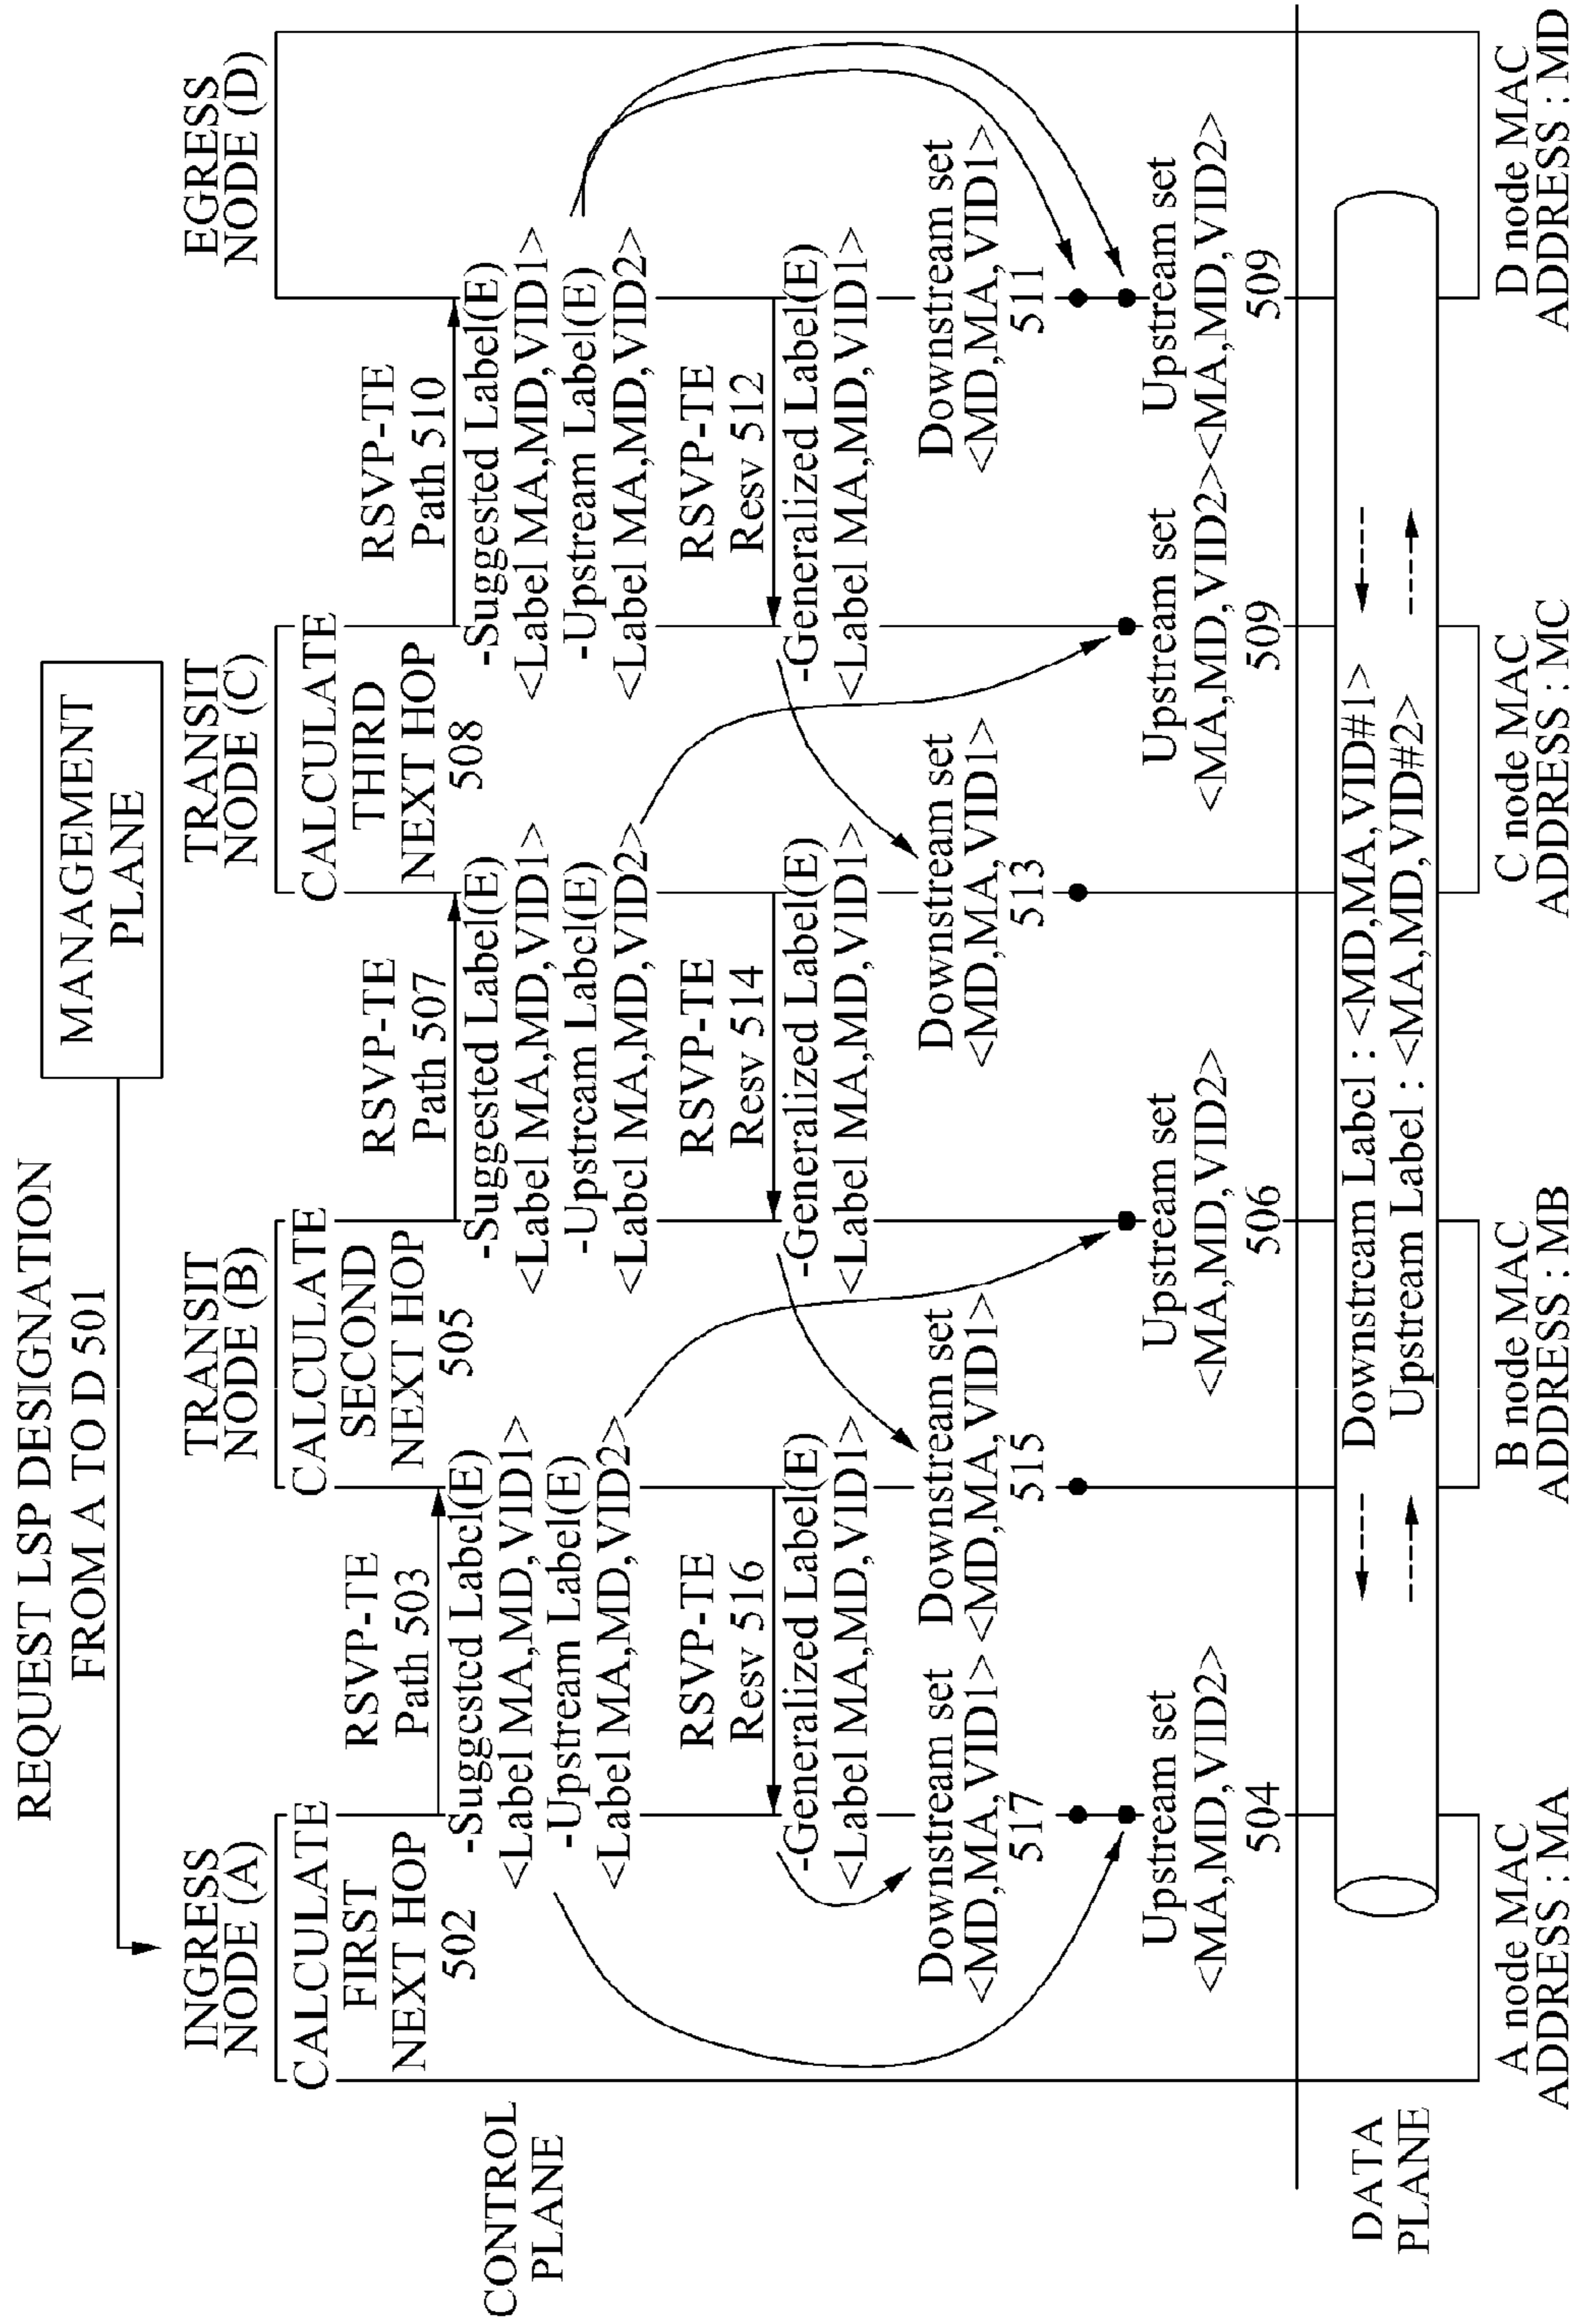 REQUEST LSP DESIGNATION
FROM A TO D 501
MANAGEMENT
PLANE
INGRESS
NODE (A)
TRANSIT
NODE (B)
TRANSIT
NODE (C)
EGRESS
NODE (D)
CALCULATE
FIRST
NEXT HOP
502
CALCULATE
SECOND
NEXT HOP
505
CALCULATE
THIRD
NEXT HOP
508
CONTROL
PLANE
RSVP-TE
Path 503
-Suggested Label(E)
<Label MA,MD,VID1>
-Upstream Label(E)
<Label MA,MD,VID2>
RSVP-TE
Path 507
-Suggested Label(E)
<Label MA,MD,VID1>
-Upstream Label(E)
<Label MA,MD,VID2>
RSVP-TE
Path 510
-Suggested Label(E)
<Label MA,MD,VID1>
-Upstream Label(E)
<Label MA,MD,VID2>
RSVP-TE
Resv 516
-Generalized Label(E)
<Label MA,MD,VID1>
RSVP-TE
Resv 514
-Generalized Label(E)
<Label MA,MD,VID1>
RSVP-TE
Resv 512
-Generalized Label(E)
<Label MA,MD,VID1>
Downstream set
<MD,MA,VID1>
517
Downstream set
<MD,MA,VID1>
515
Downstream set
<MD,MA,VID1>
513
Downstream set
<MD,MA,VID1>
511
Upstream set
<MA,MD,VID2>
504
Upstream set
<MA,MD,VID2>
506
Upstream set
<MA,MD,VID2>
509
Upstream set
<MA,MD,VID2>
509
DATA
PLANE
Downstream Label : <MD,MA,VID#1>
Upstream Label : <MA,MD,VID#2>
A node MAC
ADDRESS : MA
B node MAC
ADDRESS : MB
C node MAC
ADDRESS : MC
D node MAC
ADDRESS : MD